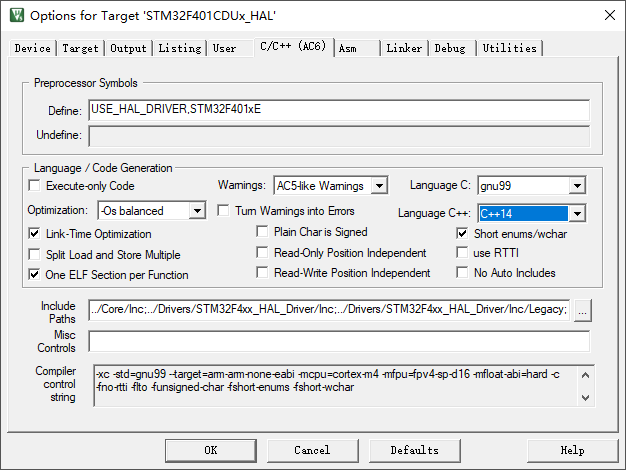 Options for Target 'STM32F401CDUx_HAL'
Device | Target | Output | Listing | User | C/C++ (AC6) | Asm | Linker | Debug | Utilities
Preprocessor Symbols
Define: USE_HAL_DRIVER,STM32F401xE
Undefine:
Language / Code Generation
Execute-only Code Warnings: AC5-like Warnings Language C: gnu99
Optimization: -Os balanced Turn Warnings into Errors Language C++: C++14
Link-Time Optimization Plain Char is Signed Short enums/wchar
Split Load and Store Multiple Read-Only Position Independent use RTTI
One ELF Section per Function Read-Write Position Independent No Auto Includes
Include Paths ../Core/Inc;../Drivers/STM32F4xx_HAL_Driver/Inc;../Drivers/STM32F4xx_HAL_Driver/Inc/Legacy; ...
Misc Controls
Compiler control string -xc -std=gnu99 --target=arm-arm-none-eabi -mcpu=cortex-m4 -mfpu=fpv4-sp-d16 -mfloat-abi=hard -c
-fno-rtti -flto -funsigned-char -fshort-enums -fshort-wchar
OK Cancel Defaults Help